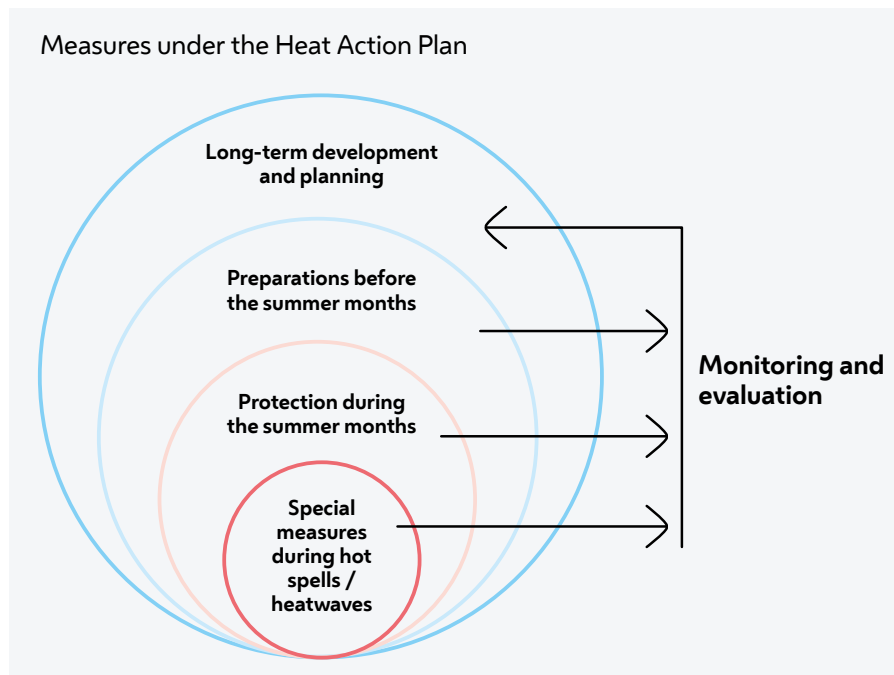 Measures under the Heat Action Plan
Long-term development
and planning
Preparations before
the summer months
Protection during
the summer months
Special
measures
during hot
spells /
heatwaves
Monitoring and
evaluation